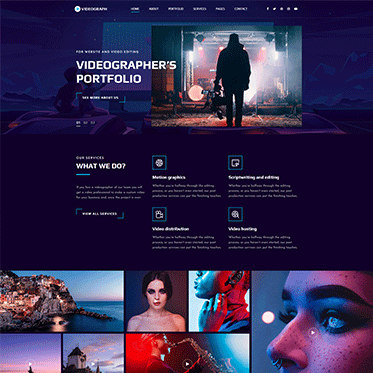 VIDEOGRAPH
HOME ABOUT PORTFOLIO SERVICES PAGES CONTACT
FOR WEBSITE AND VIDEO EDITING
VIDEOGRAPHER'S
PORTFOLIO
SEE MORE ABOUT US
01 02 03
OUR SERVICES
WHAT WE DO?
If you hire a videographer of our team you will
get a video professional to make a custom video
for your business and save the project is over.
VIEW ALL SERVICES
Motion graphics
Whether you're halfway through the editing
process, or you haven't even started, our post
production services can put the finishing touches.
Scriptwriting and editing
Whether you're halfway through the editing
process, or you haven't even started, our post
production services can put the finishing touches.
Video distribution
Whether you're halfway through the editing
process, or you haven't even started, our post
production services can put the finishing touches.
Video hosting
Whether you're halfway through the editing
process, or you haven't even started, our post
production services can put the finishing touches.